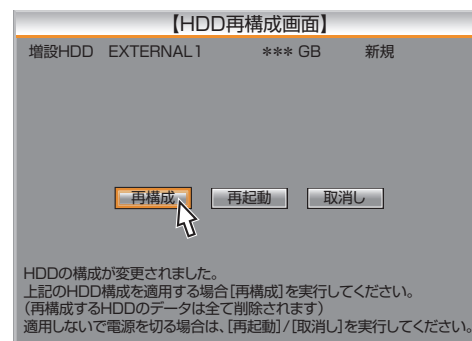 【HDD再構成画面】
増設HDD EXTERNAL1 *** GB 新規
再構成 再起動 取消し
HDDの構成が変更されました。
上記のHDD構成を適用する場合[再構成]を実行してください。
(再構成するHDDのデータは全て削除されます)
適用しないで電源を切る場合は、[再起動]/[取消し]を実行してください。